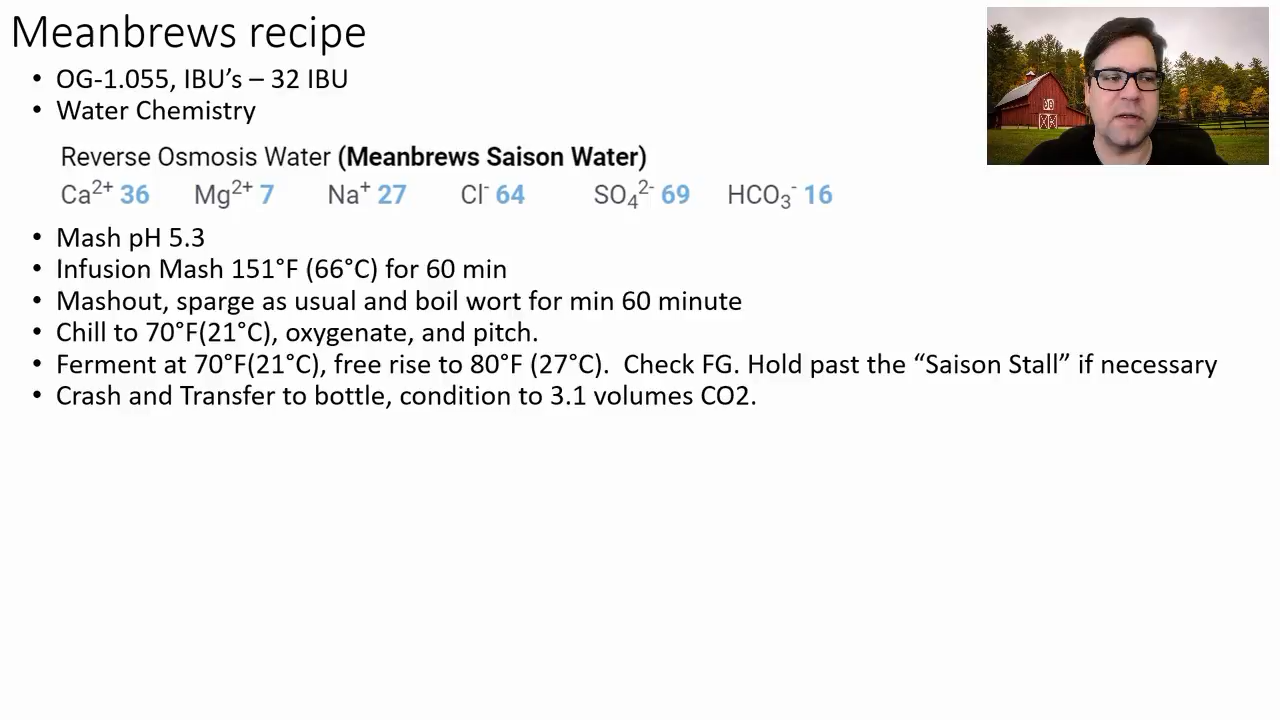 Meanbrews recipe
• OG-1.055, IBU’s – 32 IBU
• Water Chemistry
Reverse Osmosis Water (Meanbrews Saison Water)
Ca²⁺ 36 Mg²⁺ 7 Na⁺ 27 Cl⁻ 64 SO₄²⁻ 69 HCO₃⁻ 16
• Mash pH 5.3
• Infusion Mash 151°F (66°C) for 60 min
• Mashout, sparge as usual and boil wort for min 60 minute
• Chill to 70°F(21°C), oxygenate, and pitch.
• Ferment at 70°F(21°C), free rise to 80°F (27°C).  Check FG. Hold past the “Saison Stall” if necessary
• Crash and Transfer to bottle, condition to 3.1 volumes CO2.